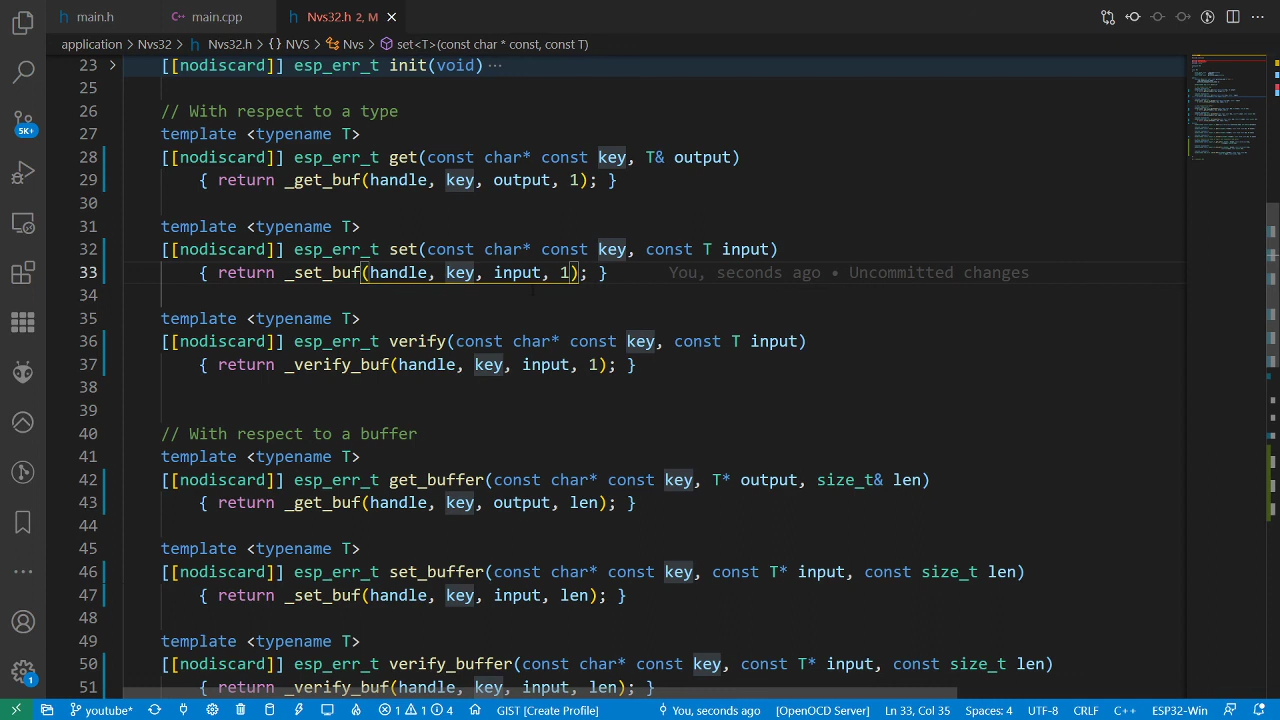 main.h
main.cpp
Nvs32.h 2, M
application > Nvs32 > Nvs32.h > {} NVS > Nvs > set<T>(const char * const, const T)
23 [[nodiscard]] esp_err_t init(void) ···
25
26 // With respect to a type
27 template <typename T>
28 [[nodiscard]] esp_err_t get(const char* const key, T& output)
29 { return _get_buf(handle, key, output, 1); }
30
31 template <typename T>
32 [[nodiscard]] esp_err_t set(const char* const key, const T input)
33 { return _set_buf(handle, key, input, 1); } You, seconds ago • Uncommitted changes
34
35 template <typename T>
36 [[nodiscard]] esp_err_t verify(const char* const key, const T input)
37 { return _verify_buf(handle, key, input, 1); }
38
39
40 // With respect to a buffer
41 template <typename T>
42 [[nodiscard]] esp_err_t get_buffer(const char* const key, T* output, size_t& len)
43 { return _get_buf(handle, key, output, len); }
44
45 template <typename T>
46 [[nodiscard]] esp_err_t set_buffer(const char* const key, const T* input, const size_t len)
47 { return _set_buf(handle, key, input, len); }
48
49 template <typename T>
50 [[nodiscard]] esp_err_t verify_buffer(const char* const key, const T* input, const size_t len)
51 { return _verify_buf(handle, key, input, len); }
5K+
1
youtube* 1 1 4 GIST [Create Profile] You, seconds ago [OpenOCD Server] Ln 33, Col 35 Spaces: 4 UTF-8 CRLF C++ ESP32-Win